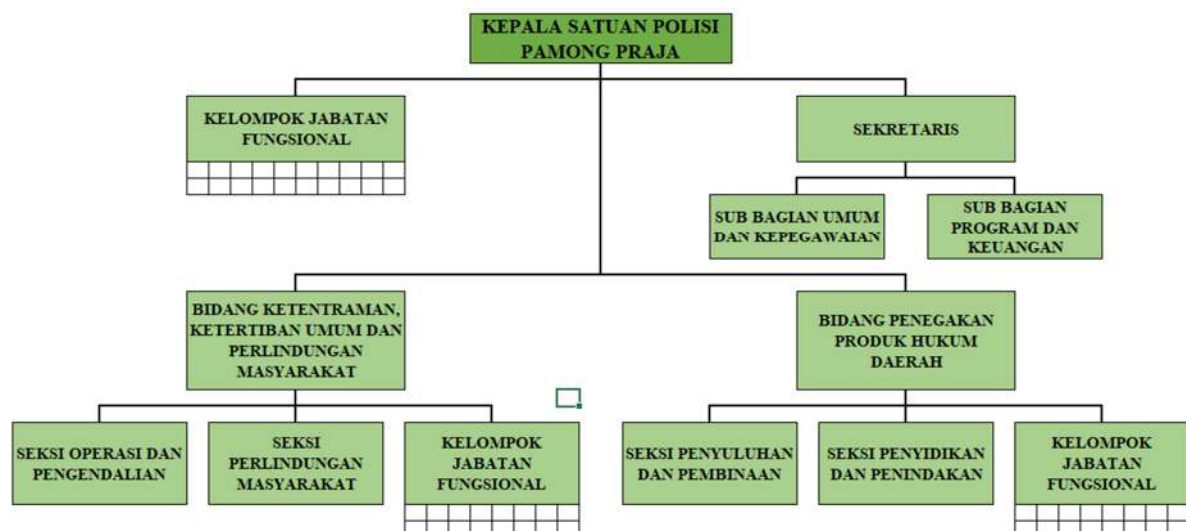 KEPALA SATUAN POLISI
PAMONG PRAJA
KELOMPOK JABATAN
FUNGSIONAL
SEKRETARIS
SUB BAGIAN UMUM
DAN KEPEGAWAIAN
SUB BAGIAN
PROGRAM DAN
KEUANGAN
BIDANG KETENTRAMAN,
KETERTIBAN UMUM DAN
PERLINDUNGAN
MASYARAKAT
BIDANG PENEGAKAN
PRODUK HUKUM
DAERAH
SEKSI OPERASI DAN
PENGENDALIAN
SEKSI
PERLINDUNGAN
MASYARAKAT
KELOMPOK
JABATAN
FUNGSIONAL
SEKSI PENYULUHAN
DAN PEMBINAAN
SEKSI PENYIDIKAN
DAN PENINDAKAN
KELOMPOK
JABATAN
FUNGSIONAL